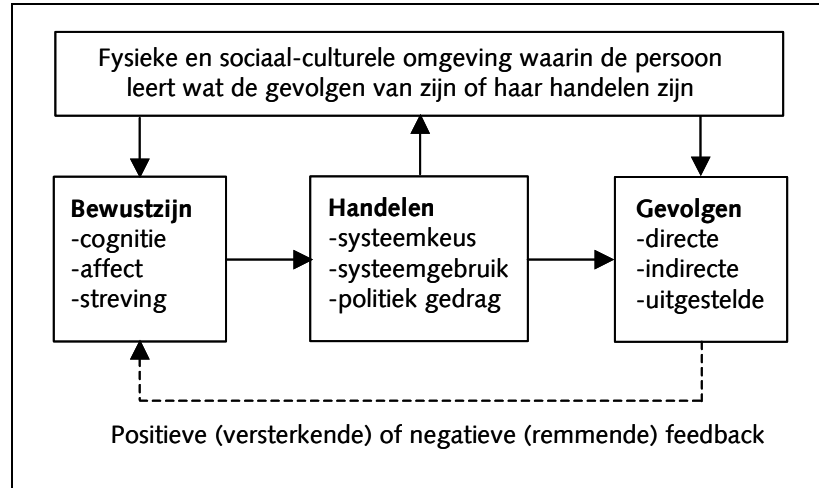 Fysieke en sociaal-culturele omgeving waarin de persoon
leert wat de gevolgen van zijn of haar handelen zijn
Bewustzijn
-cognitie
-affect
-streving
Handelen
-systeemkeus
-systeemgebruik
-politiek gedrag
Gevolgen
-directe
-indirecte
-uitgestelde
Positieve (versterkende) of negatieve (remmende) feedback